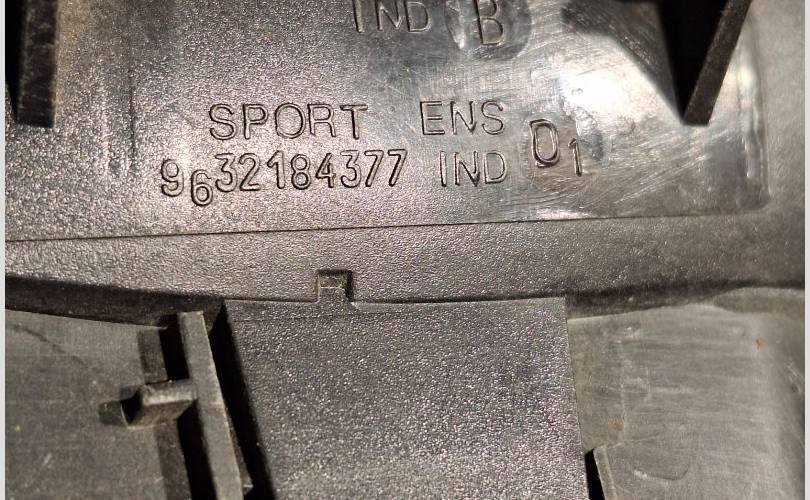 IND B
SPORT ENS
9632184377 IND 01